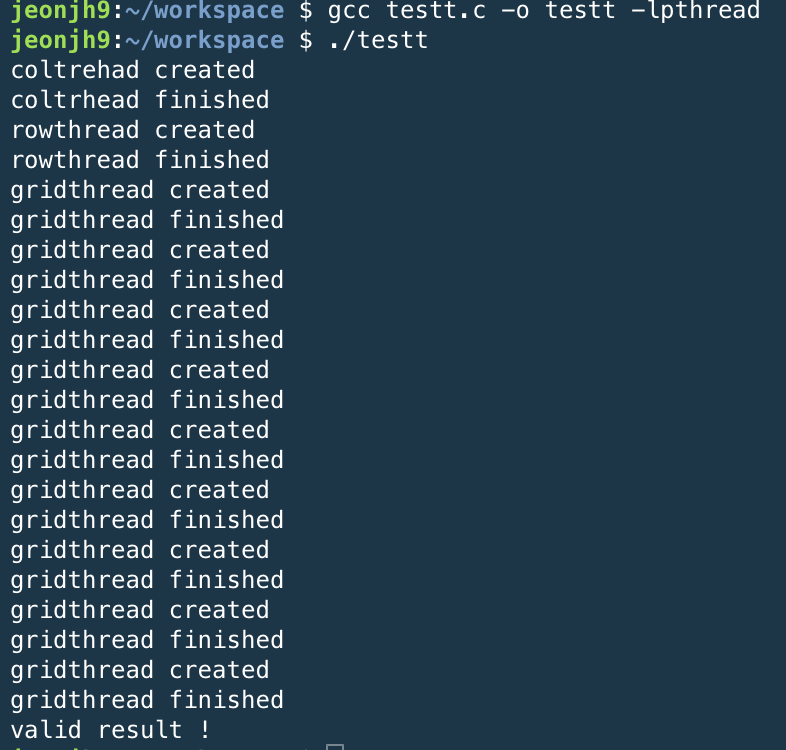 jeonjh9:~/workspace $ gcc testt.c -o testt -lpthread
jeonjh9:~/workspace $ ./testt
coltrehad created
coltrhead finished
rowthread created
rowthread finished
gridthread created
gridthread finished
gridthread created
gridthread finished
gridthread created
gridthread finished
gridthread created
gridthread finished
gridthread created
gridthread finished
gridthread created
gridthread finished
gridthread created
gridthread finished
gridthread created
gridthread finished
gridthread created
gridthread finished
valid result !